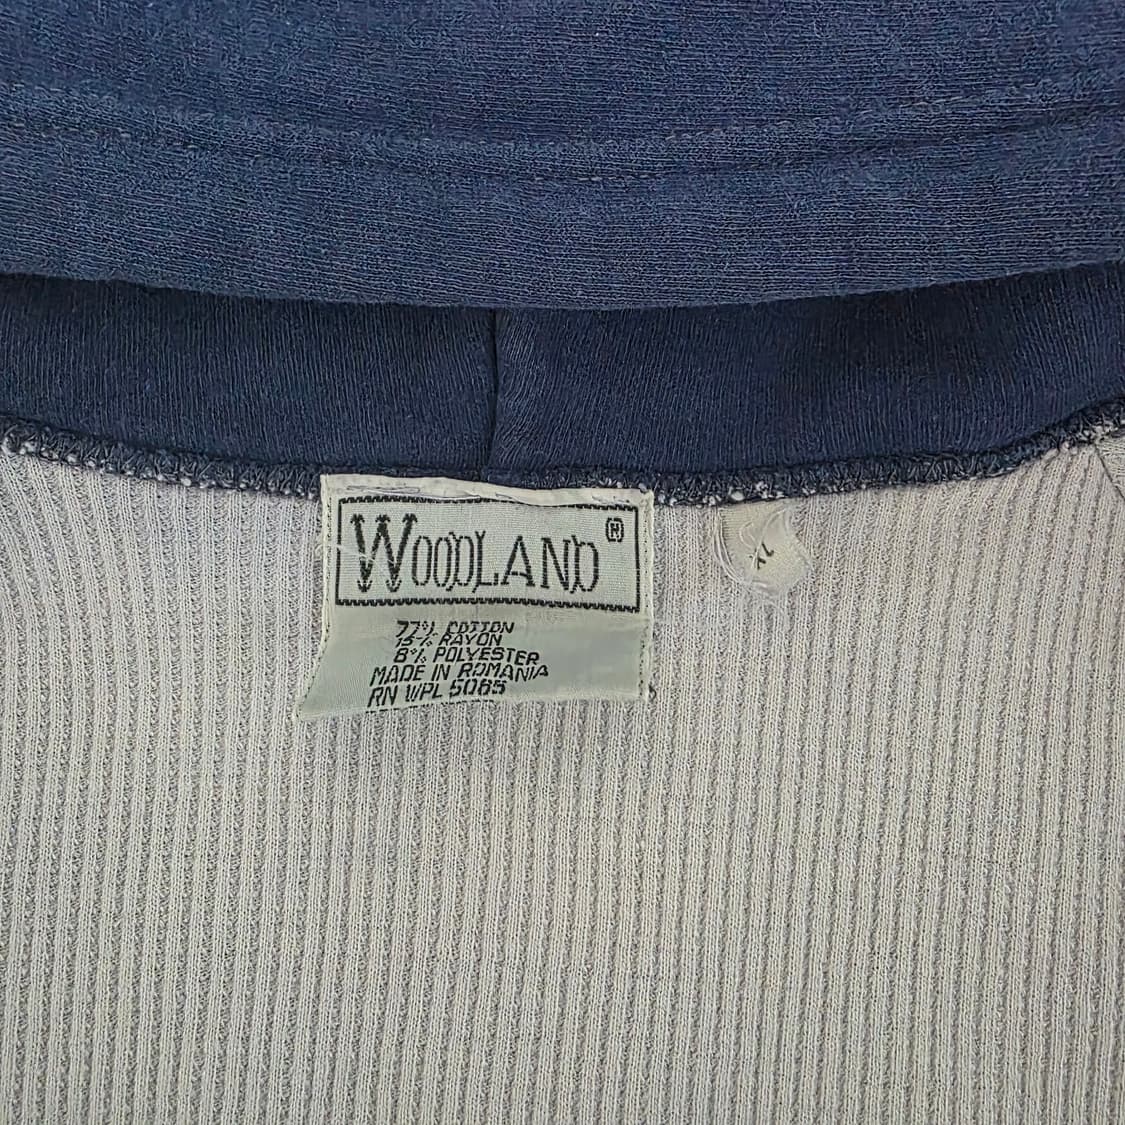 WOODLAND ®
77% COTTON
15% RAYON
8% POLYESTER
MADE IN ROMANIA
RN WPL 5065